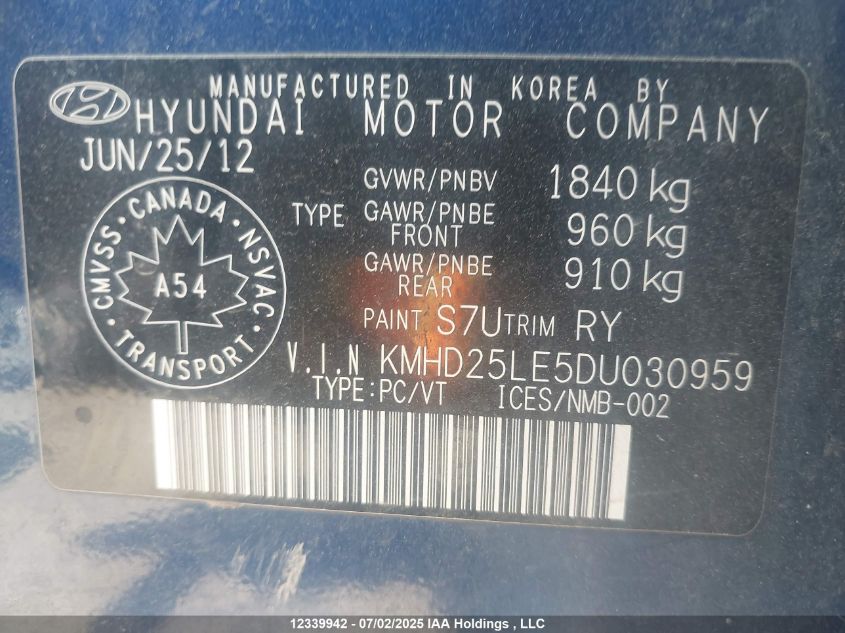 MANUFACTURED IN KOREA BY
HYUNDAI MOTOR COMPANY
JUN/25/12
GVWR/PNBV 1840 kg
TYPE GAWR/PNBE FRONT 960 kg
GAWR/PNBE REAR 910 kg
PAINT S7U TRIM RY
V.I.N KMHD25LE5DU030959
TYPE:PC/VT ICES/NMB-002
CMVSS · CANADA · NSVAC · TRANSPORT ·
A54
12339942 - 07/02/2025 IAA Holdings , LLC